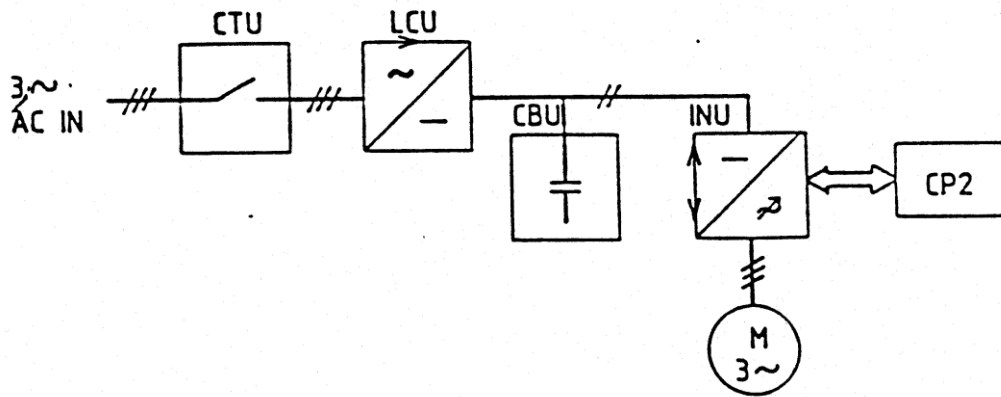 CTU
LCU
3~
AC IN
CBU
INU
CP2
M
3~